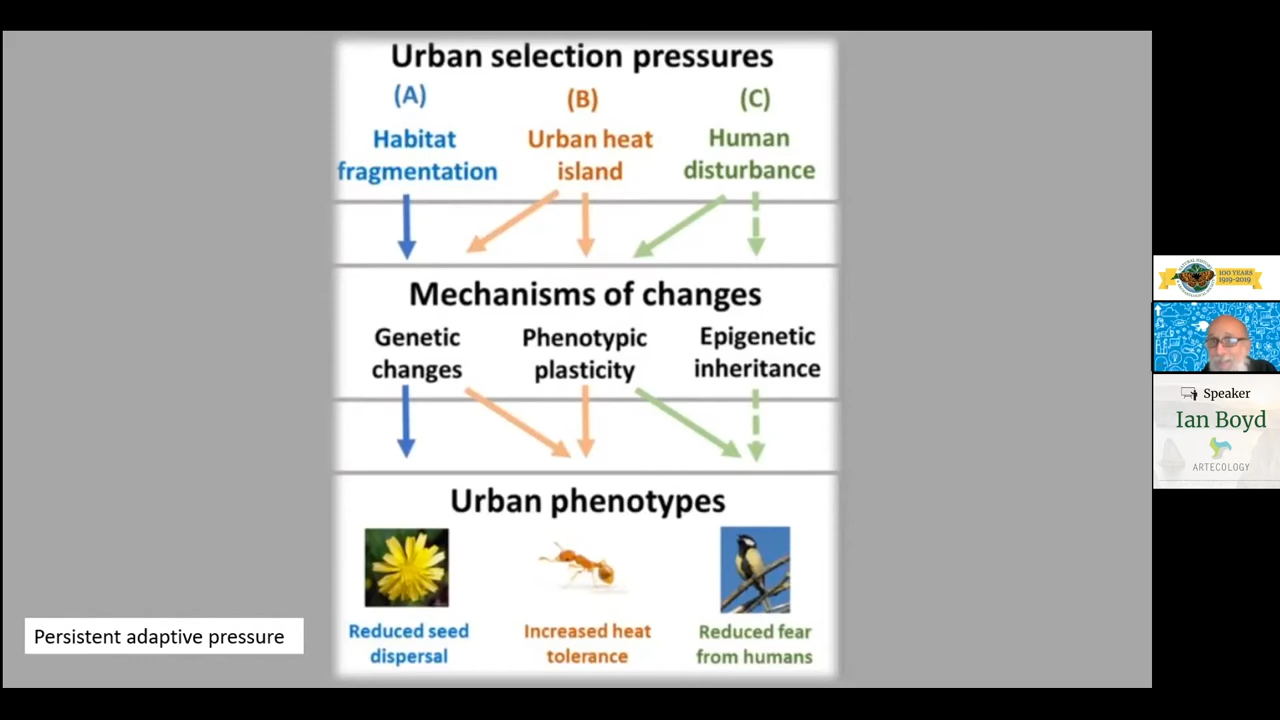 Urban selection pressures
(A)
(B)
(C)
Habitat
fragmentation
Urban heat
island
Human
disturbance
Mechanisms of changes
Genetic
changes
Phenotypic
plasticity
Epigenetic
inheritance
Urban phenotypes
Reduced seed
dispersal
Increased heat
tolerance
Reduced fear
from humans
Persistent adaptive pressure
100 YEARS
1919-2019
Speaker
Ian Boyd
ARTECOLOGY